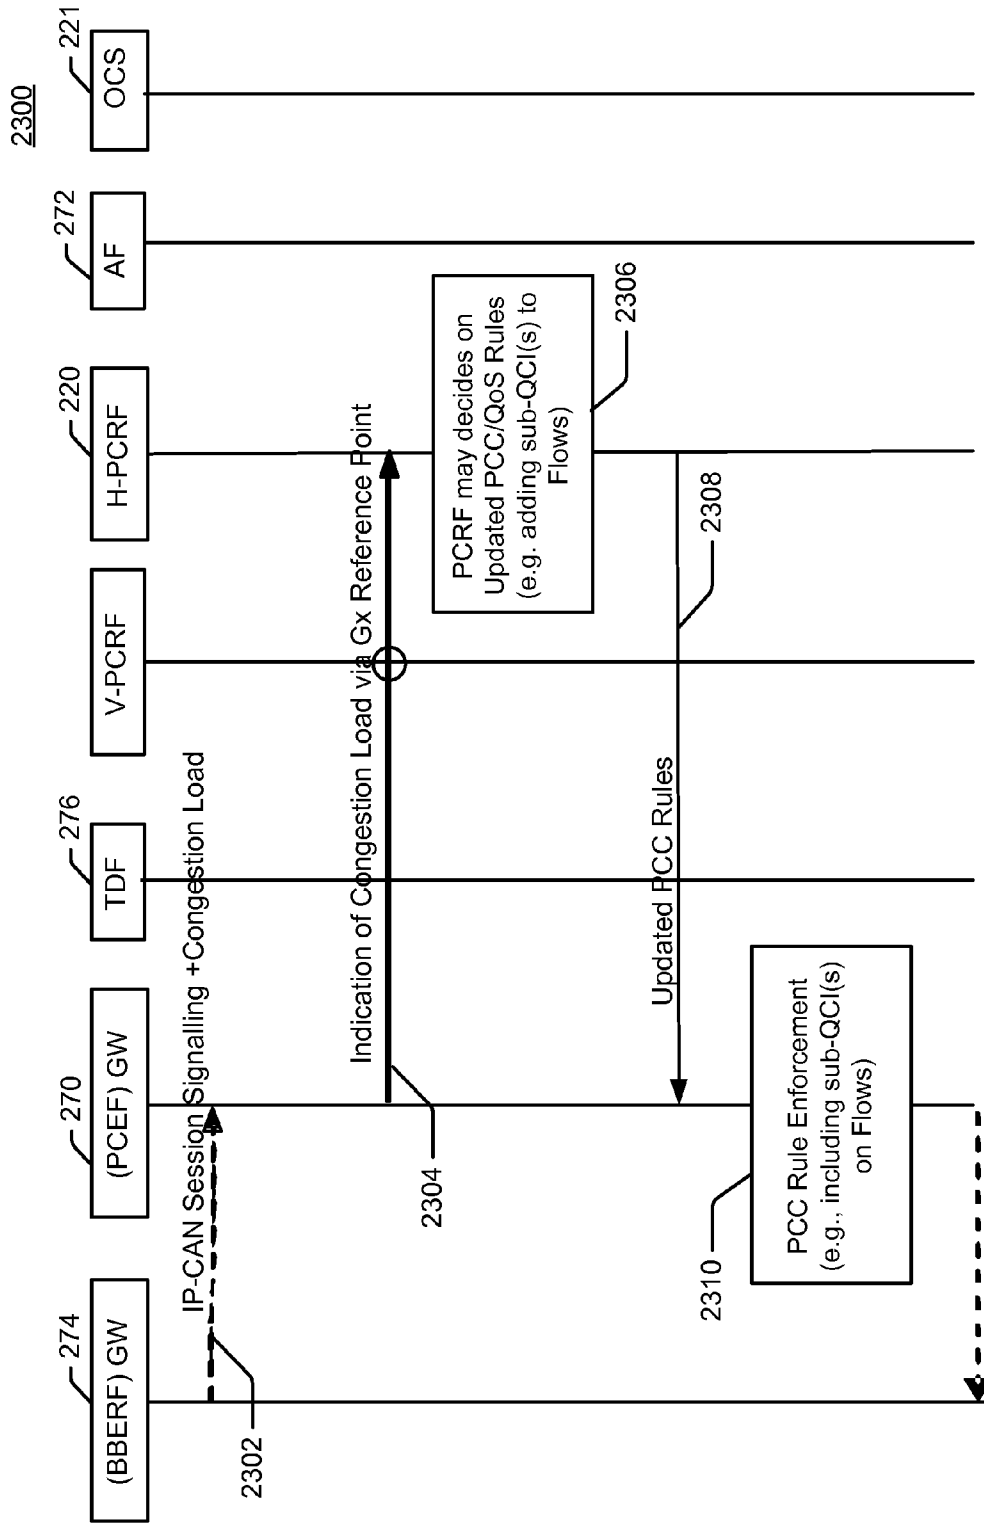 2300
274
270
276
220
272
221
(BBERF) GW
(PCEF) GW
TDF
V-PCRF
H-PCRF
AF
OCS
IP-CAN Session Signalling +Congestion Load
2302
Indication of Congestion Load via Gx Reference Point
2304
PCRF may decides on
Updated PCC/QoS Rules
(e.g. adding sub-QCI(s) to
Flows)
2306
Updated PCC Rules
2308
PCC Rule Enforcement
(e.g., including sub-QCI(s)
on Flows)
2310